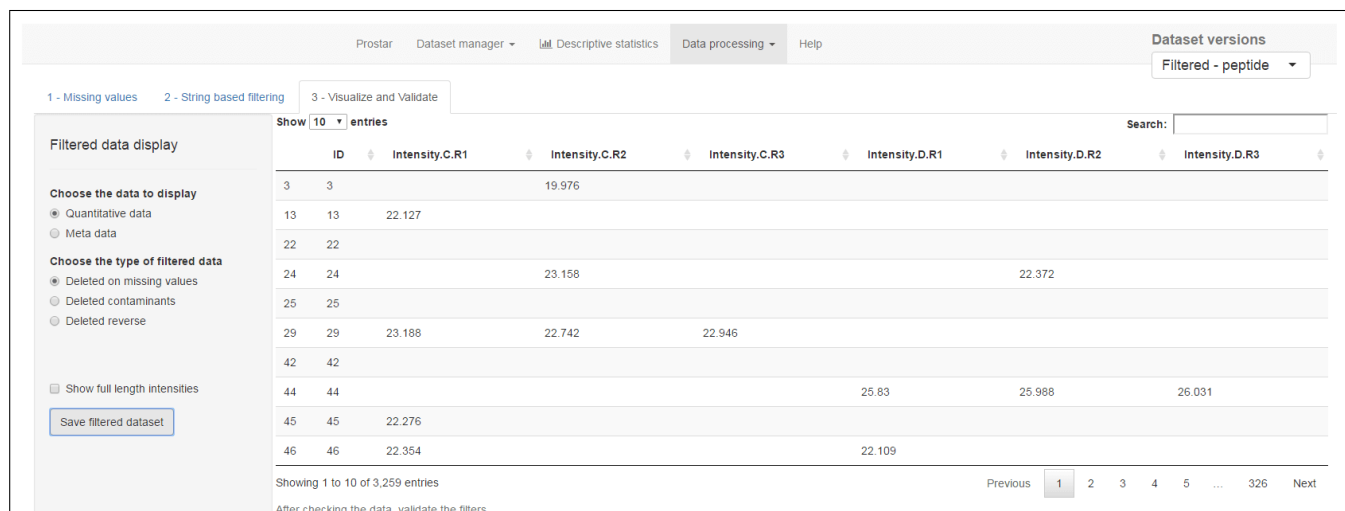 Prostar Dataset manager Descriptive statistics Data processing Help
Dataset versions
Filtered - peptide
1 - Missing values 2 - String based filtering 3 - Visualize and Validate
Filtered data display
Choose the data to display
Quantitative data
Meta data
Choose the type of filtered data
Deleted on missing values
Deleted contaminants
Deleted reverse
Show full length intensities
Save filtered dataset
Show 10 entries Search:
ID Intensity.C.R1 Intensity.C.R2 Intensity.C.R3 Intensity.D.R1 Intensity.D.R2 Intensity.D.R3
3 3 19.976
13 13 22.127
22 22
24 24 23.158 22.372
25 25
29 29 23.188 22.742 22.946
42 42
44 44 25.83 25.988 26.031
45 45 22.276
46 46 22.354 22.109
Showing 1 to 10 of 3,259 entries Previous 1 2 3 4 5 … 326 Next
After checking the data, validate the filters